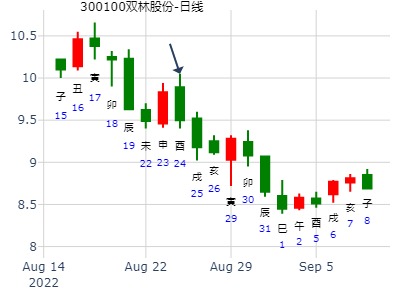 300100双林股份-日线
10.5
10
9.5
9
8.5
8
子
15
丑
16
寅
17
卯
18
辰
19
未
22
申
23
酉
24
戌
25
亥
26
寅
29
卯
30
辰
31
巳
1
午
2
酉
5
戌
6
亥
7
子
8
Aug 14
2022
Aug 22
Aug 29
Sep 5